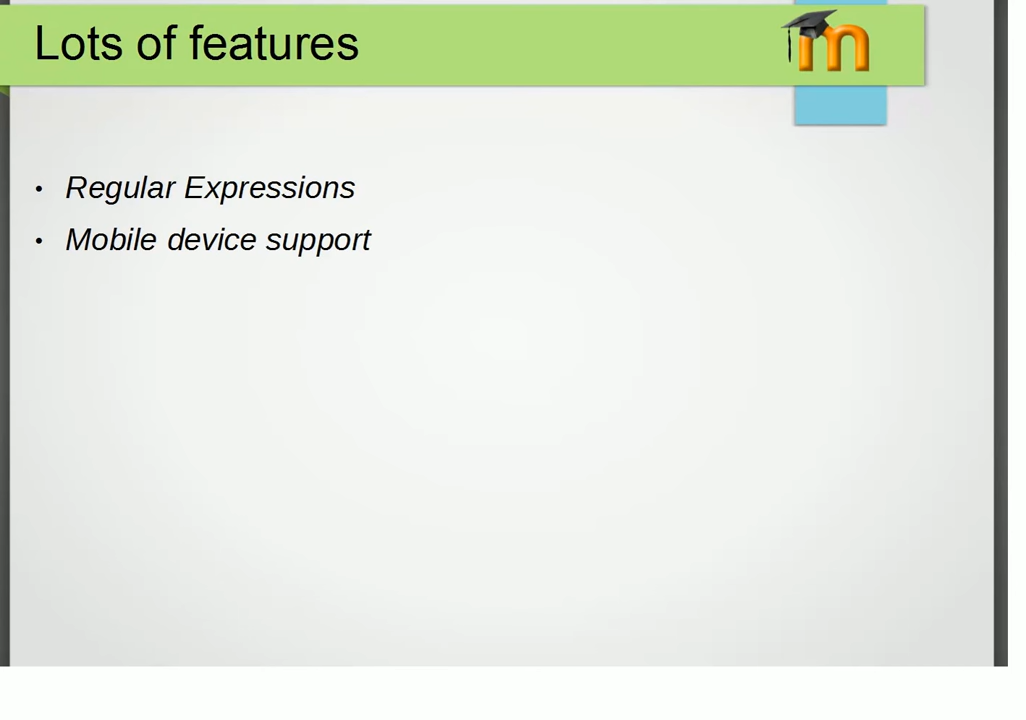 Lots of features
m
• Regular Expressions
• Mobile device support